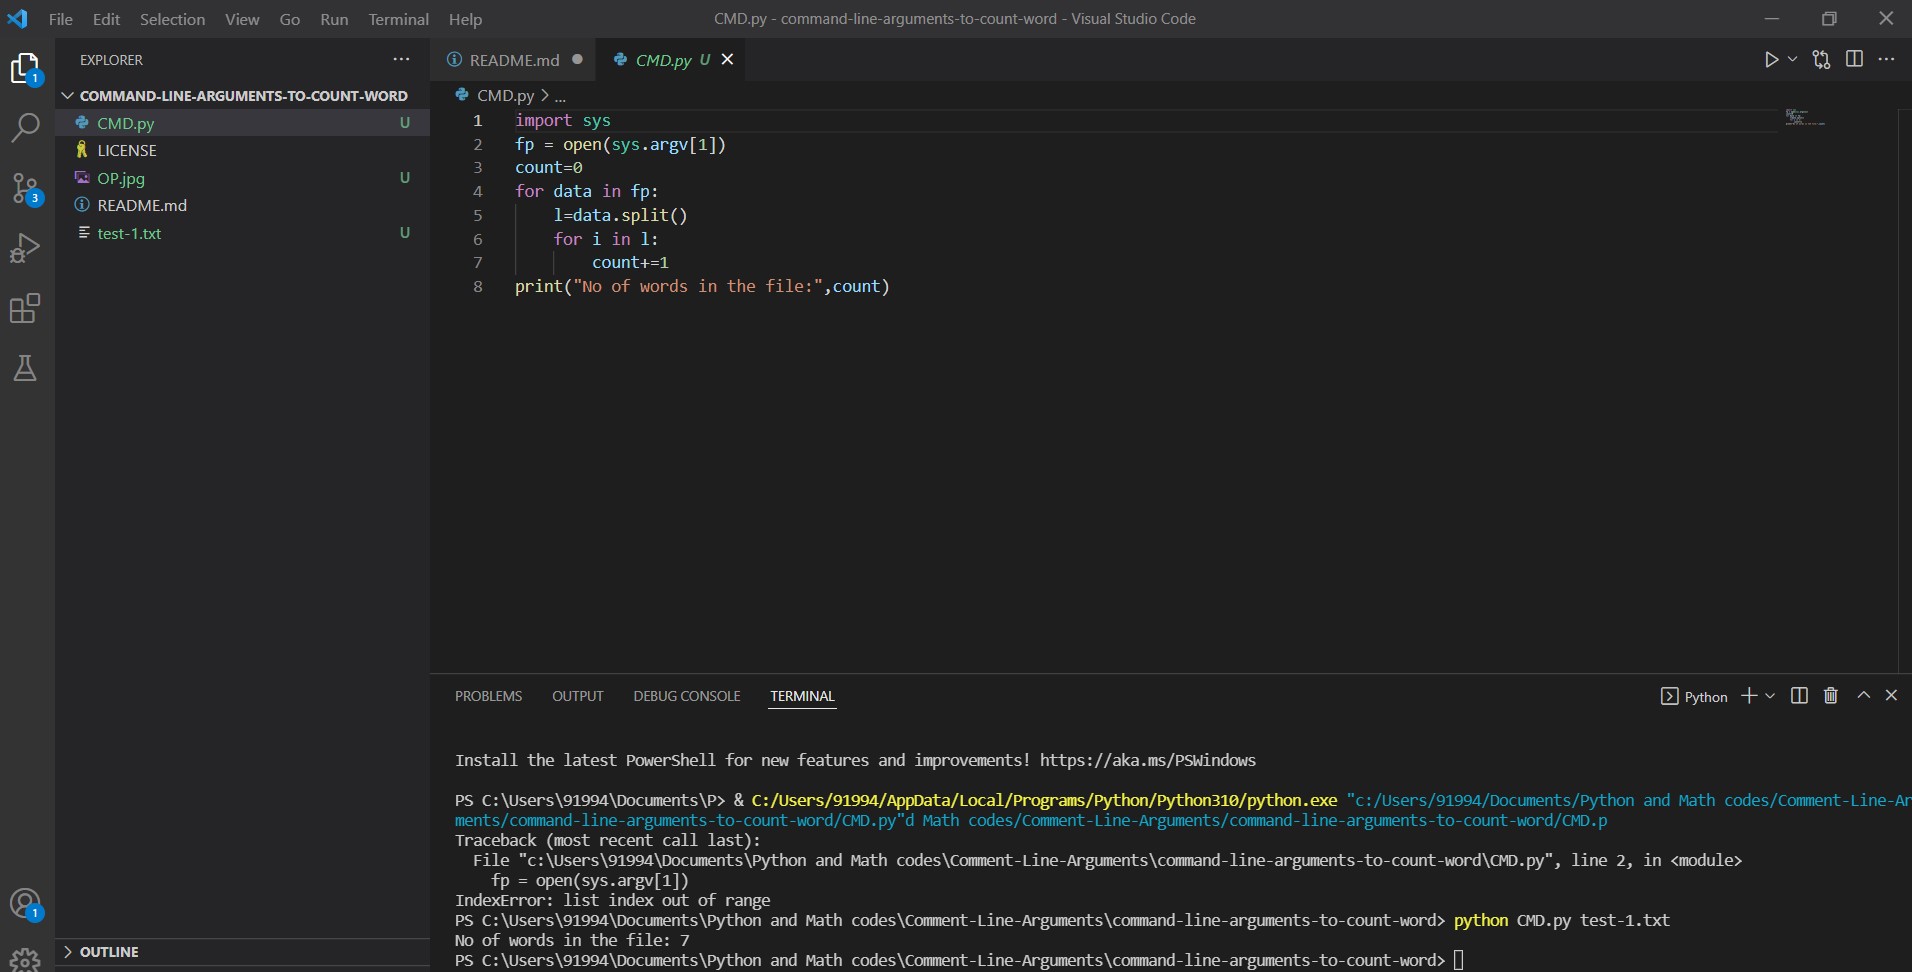 File Edit Selection View Go Run Terminal Help
CMD.py - command-line-arguments-to-count-word - Visual Studio Code
EXPLORER
COMMAND-LINE-ARGUMENTS-TO-COUNT-WORD
CMD.py U
LICENSE
OP.jpg U
README.md
test-1.txt U
OUTLINE
1
3
1
README.md CMD.py U
CMD.py > ...
1 import sys
2 fp = open(sys.argv[1])
3 count=0
4 for data in fp:
5 l=data.split()
6 for i in l:
7 count+=1
8 print("No of words in the file:",count)
PROBLEMS OUTPUT DEBUG CONSOLE TERMINAL
Python
Install the latest PowerShell for new features and improvements! https://aka.ms/PSWindows
PS C:\Users\91994\Documents\P> & C:/Users/91994/AppData/Local/Programs/Python/Python310/python.exe "c:/Users/91994/Documents/Python and Math codes/Comment-Line-Ar
ments/command-line-arguments-to-count-word/CMD.py"d Math codes/Comment-Line-Arguments/command-line-arguments-to-count-word/CMD.p
Traceback (most recent call last):
File "c:\Users\91994\Documents\Python and Math codes\Comment-Line-Arguments\command-line-arguments-to-count-word\CMD.py", line 2, in <module>
fp = open(sys.argv[1])
IndexError: list index out of range
PS C:\Users\91994\Documents\Python and Math codes\Comment-Line-Arguments\command-line-arguments-to-count-word> python CMD.py test-1.txt
No of words in the file: 7
PS C:\Users\91994\Documents\Python and Math codes\Comment-Line-Arguments\command-line-arguments-to-count-word>